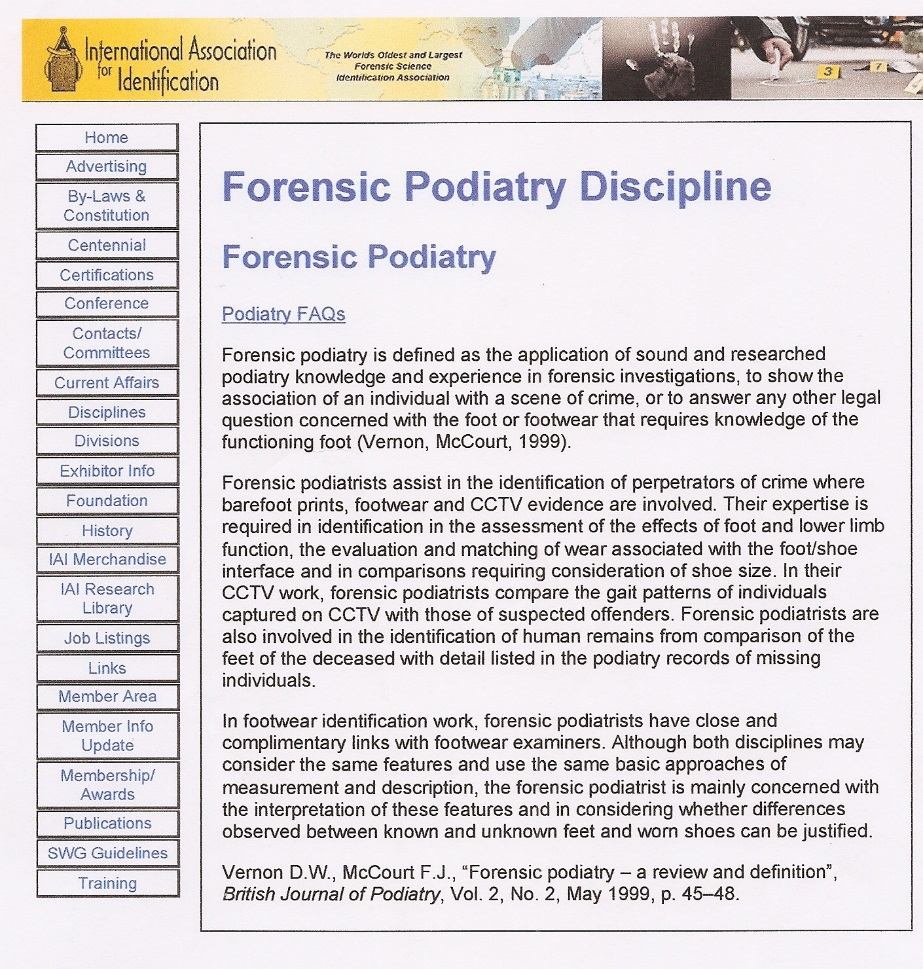 International Association
for Identification
The Worlds Oldest and Largest
Forensic Science
Identification Association
3
7
Home
Advertising
By-Laws &
Constitution
Centennial
Certifications
Conference
Contacts/
Committees
Current Affairs
Disciplines
Divisions
Exhibitor Info
Foundation
History
IAI Merchandise
IAI Research
Library
Job Listings
Links
Member Area
Member Info
Update
Membership/
Awards
Publications
SWG Guidelines
Training
Forensic Podiatry Discipline
Forensic Podiatry
Podiatry FAQs
Forensic podiatry is defined as the application of sound and researched
podiatry knowledge and experience in forensic investigations, to show the
association of an individual with a scene of crime, or to answer any other legal
question concerned with the foot or footwear that requires knowledge of the
functioning foot (Vernon, McCourt, 1999).
Forensic podiatrists assist in the identification of perpetrators of crime where
barefoot prints, footwear and CCTV evidence are involved. Their expertise is
required in identification in the assessment of the effects of foot and lower limb
function, the evaluation and matching of wear associated with the foot/shoe
interface and in comparisons requiring consideration of shoe size. In their
CCTV work, forensic podiatrists compare the gait patterns of individuals
captured on CCTV with those of suspected offenders. Forensic podiatrists are
also involved in the identification of human remains from comparison of the
feet of the deceased with detail listed in the podiatry records of missing
individuals.
In footwear identification work, forensic podiatrists have close and
complimentary links with footwear examiners. Although both disciplines may
consider the same features and use the same basic approaches of
measurement and description, the forensic podiatrist is mainly concerned with
the interpretation of these features and in considering whether differences
observed between known and unknown feet and worn shoes can be justified.
Vernon D.W., McCourt F.J., “Forensic podiatry – a review and definition”,
British Journal of Podiatry, Vol. 2, No. 2, May 1999, p. 45–48.